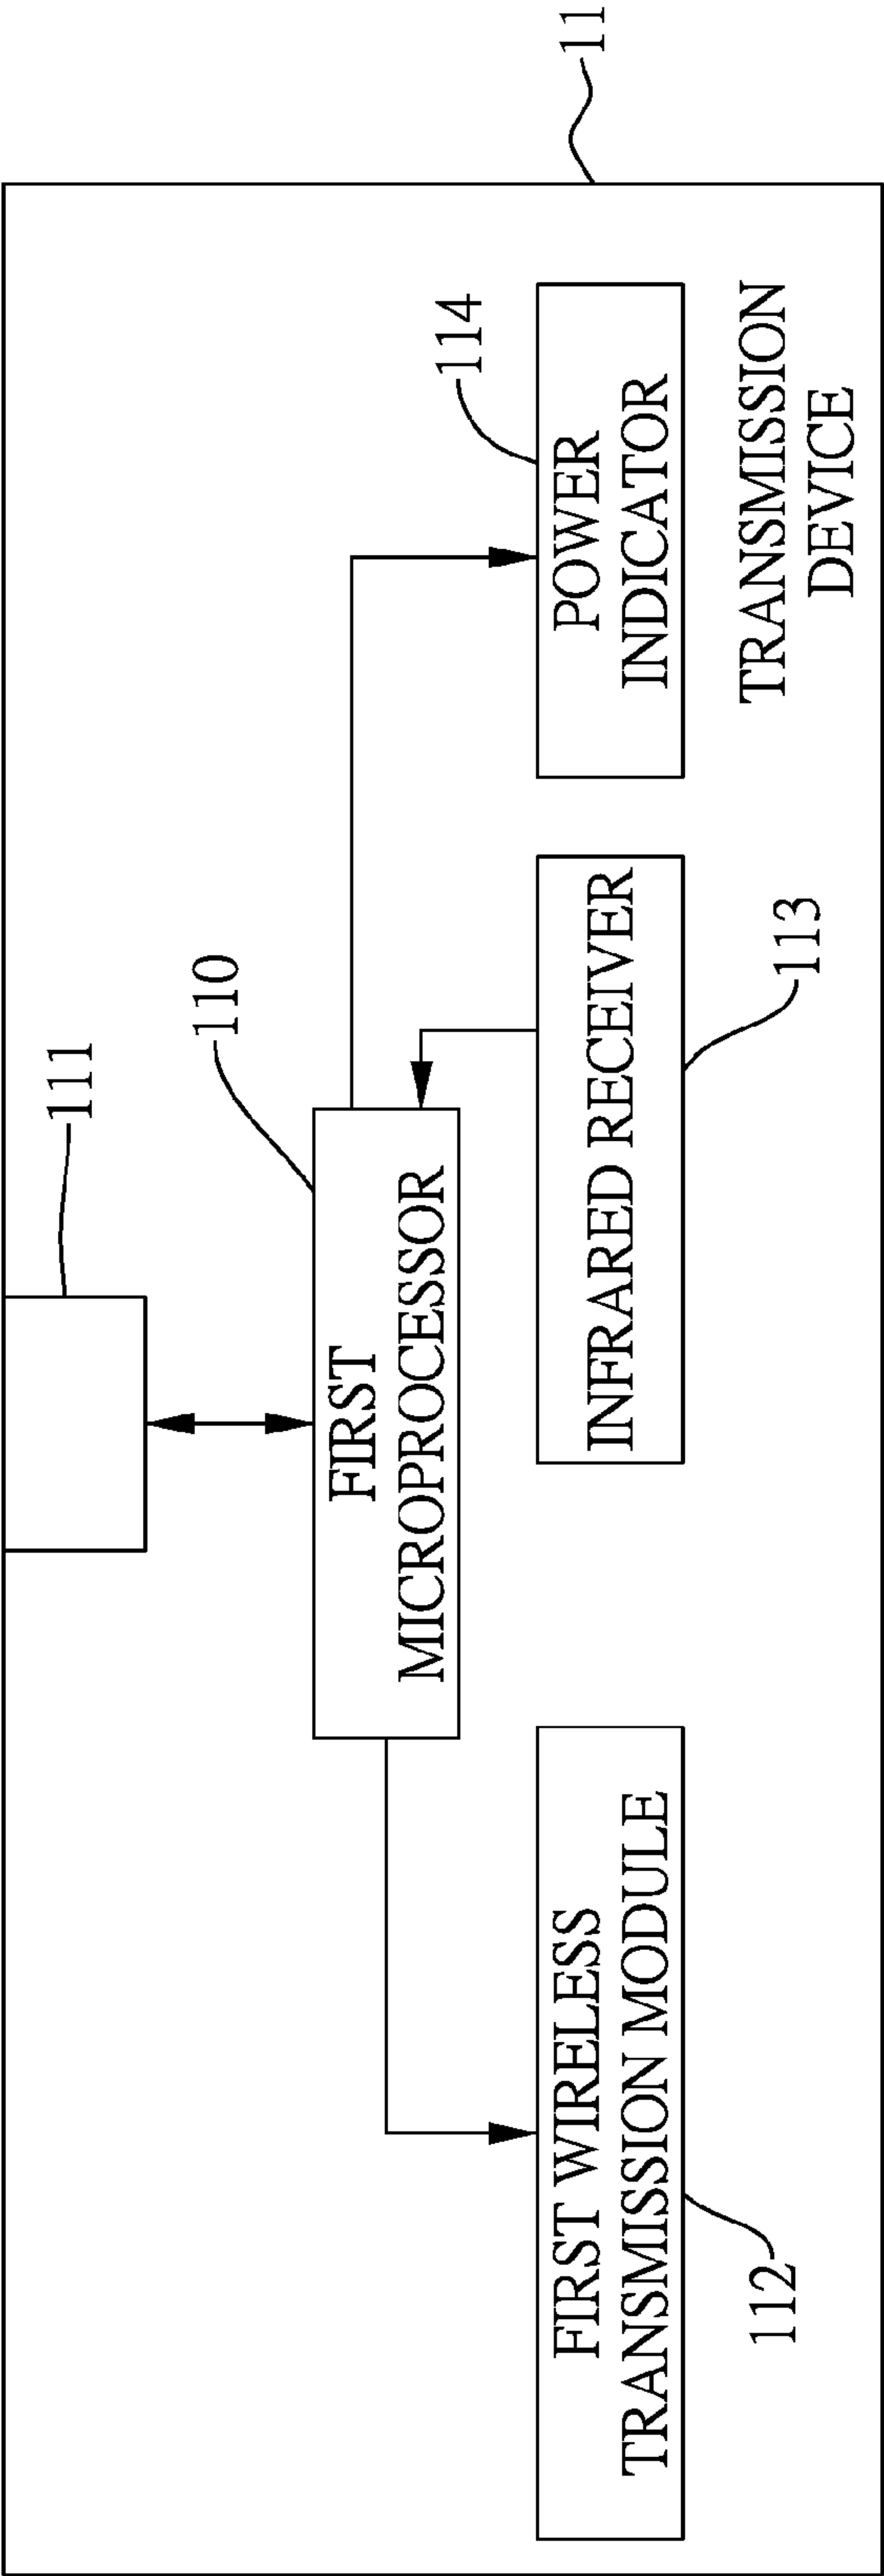 111
110
FIRST
MICROPROCESSOR
114
FIRST WIRELESS
TRANSMISSION MODULE
112
INFRARED RECEIVER
113
POWER
INDICATOR
TRANSMISSION
DEVICE
11